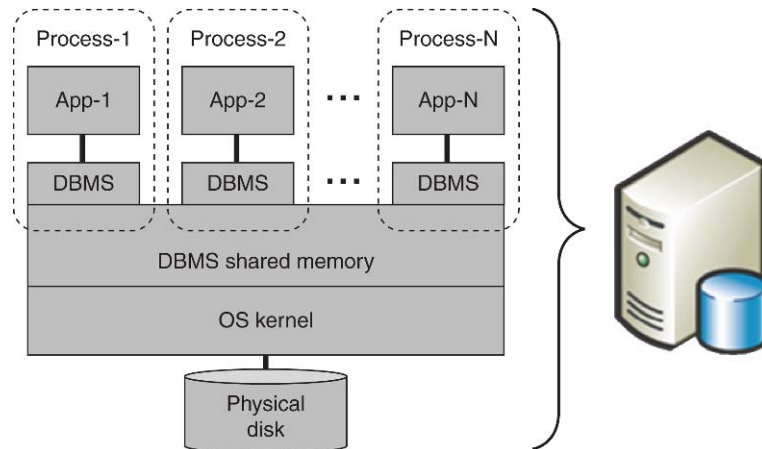 Process-1
Process-2
Process-N
App-1
App-2
...
App-N
DBMS
DBMS
...
DBMS
DBMS shared memory
OS kernel
Physical
disk